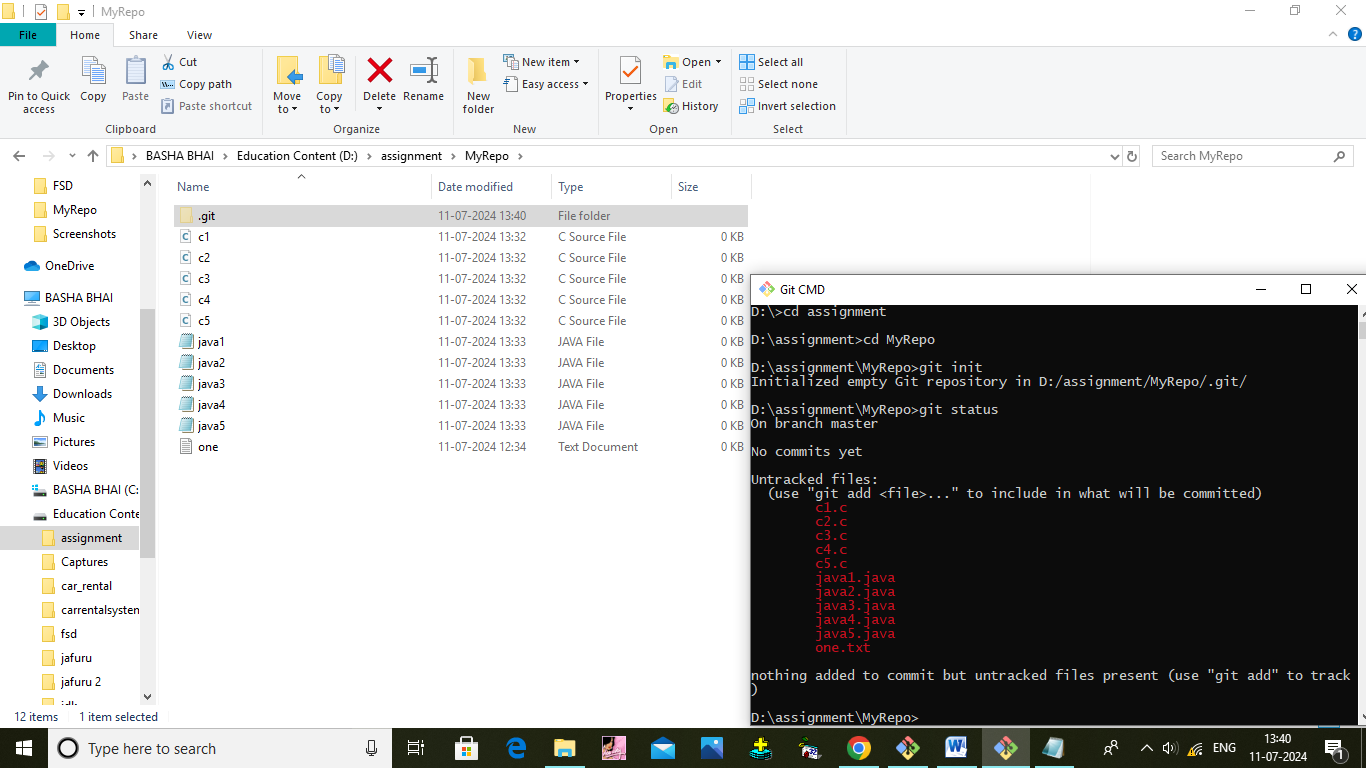 MyRepo
File Home Share View
Pin to Quick access
Copy
Paste
Cut
Copy path
Paste shortcut
Clipboard
Move to
Copy to
Delete
Rename
Organize
New folder
New item
Easy access
New
Properties
Open
Edit
History
Open
Select all
Select none
Invert selection
Select
BASHA BHAI > Education Content (D:) > assignment > MyRepo >
Search MyRepo
FSD
MyRepo
Screenshots
OneDrive
BASHA BHAI
3D Objects
Desktop
Documents
Downloads
Music
Pictures
Videos
BASHA BHAI (C:
Education Conte
assignment
Captures
car_rental
carrentalsystem
fsd
jafuru
jafuru 2
Name Date modified Type Size
.git 11-07-2024 13:40 File folder
c1 11-07-2024 13:32 C Source File 0 KB
c2 11-07-2024 13:32 C Source File 0 KB
c3 11-07-2024 13:32 C Source File 0 KB
c4 11-07-2024 13:32 C Source File 0 KB
c5 11-07-2024 13:32 C Source File 0 KB
java1 11-07-2024 13:33 JAVA File 0 KB
java2 11-07-2024 13:33 JAVA File 0 KB
java3 11-07-2024 13:33 JAVA File 0 KB
java4 11-07-2024 13:33 JAVA File 0 KB
java5 11-07-2024 13:33 JAVA File 0 KB
one 11-07-2024 12:34 Text Document 0 KB
12 items 1 item selected
Git CMD
D:\>cd assignment
D:\assignment>cd MyRepo
D:\assignment\MyRepo>git init
Initialized empty Git repository in D:/assignment/MyRepo/.git/
D:\assignment\MyRepo>git status
On branch master
No commits yet
Untracked files:
(use "git add <file>..." to include in what will be committed)
c1.c
c2.c
c3.c
c4.c
c5.c
java1.java
java2.java
java3.java
java4.java
java5.java
one.txt
nothing added to commit but untracked files present (use "git add" to track
)
D:\assignment\MyRepo>
Type here to search
ENG
13:40
11-07-2024
1